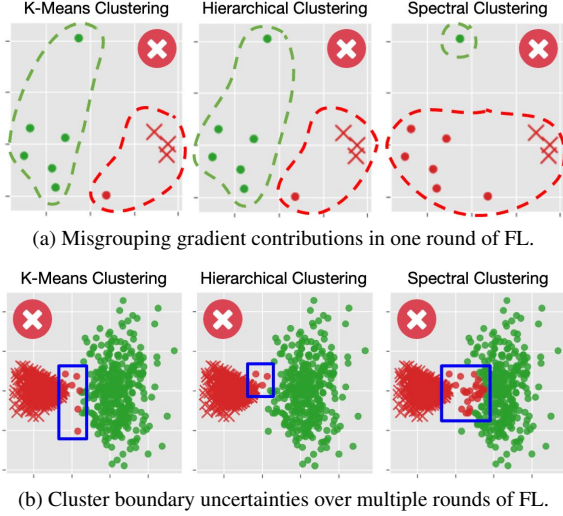 K-Means Clustering Hierarchical Clustering Spectral Clustering
(a) Misgrouping gradient contributions in one round of FL.
K-Means Clustering Hierarchical Clustering Spectral Clustering
(b) Cluster boundary uncertainties over multiple rounds of FL.